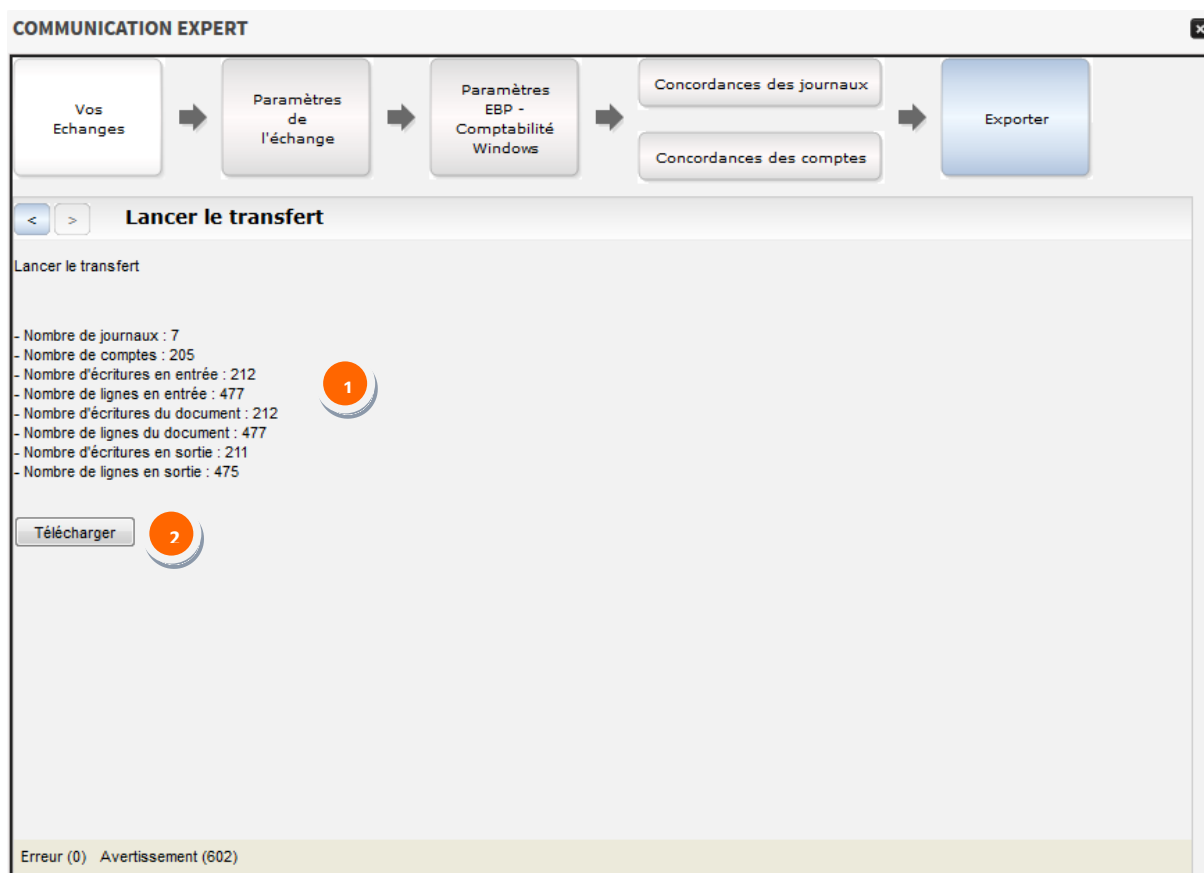 COMMUNICATION EXPERT
x
Vos
Echanges
Paramètres
de
l'échange
Paramètres
EBP -
Comptabilité
Windows
Concordances des journaux
Concordances des comptes
Exporter
< > Lancer le transfert
Lancer le transfert
- Nombre de journaux : 7
- Nombre de comptes : 205
- Nombre d'écritures en entrée : 212
- Nombre de lignes en entrée : 477
- Nombre d'écritures du document : 212
- Nombre de lignes du document : 477
- Nombre d'écritures en sortie : 211
- Nombre de lignes en sortie : 475
1
Télécharger
2
Erreur (0) Avertissement (602)